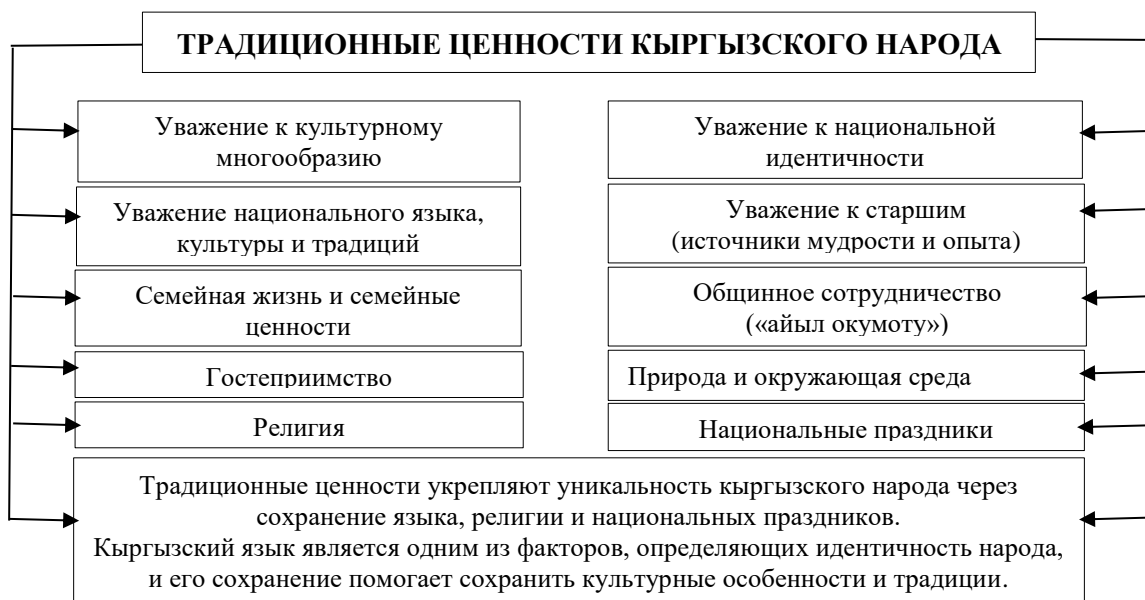 ТРАДИЦИОННЫЕ ЦЕННОСТИ КЫРГЫЗСКОГО НАРОДА
Уважение к культурному
многообразию
Уважение к национальной
идентичности
Уважение национального языка,
культуры и традиций
Уважение к старшим
(источники мудрости и опыта)
Семейная жизнь и семейные
ценности
Общинное сотрудничество
(«айыл окумоту»)
Гостеприимство
Природа и окружающая среда
Религия
Национальные праздники
Традиционные ценности укрепляют уникальность кыргызского народа через
сохранение языка, религии и национальных праздников.
Кыргызский язык является одним из факторов, определяющих идентичность народа,
и его сохранение помогает сохранить культурные особенности и традиции.